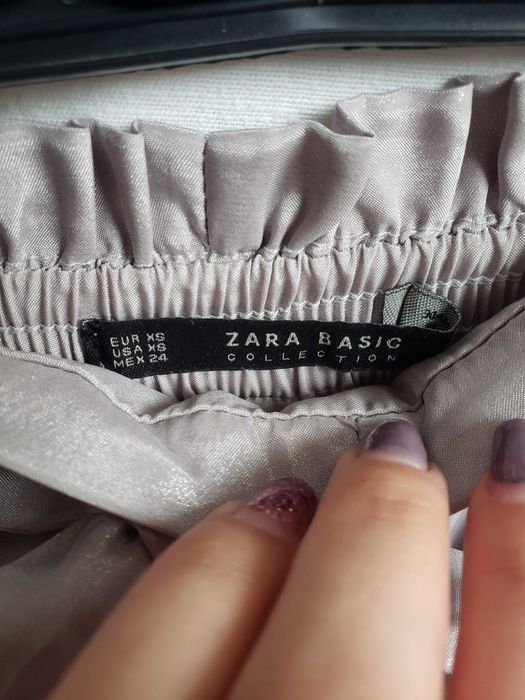 EUR XS
USA XS
MEX 24
ZARA BASIC
COLLECTION